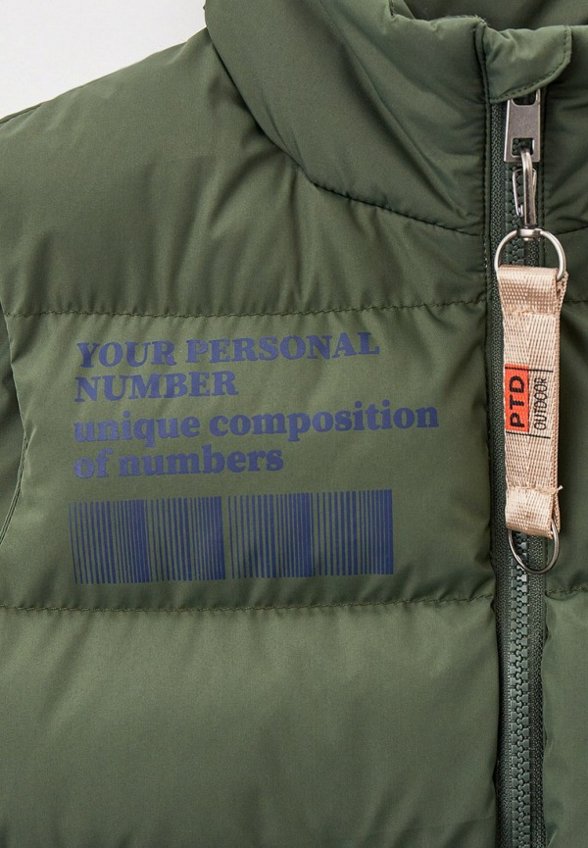 YOUR PERSONAL
NUMBER
unique composition
of numbers
PTD
OUTDOOR